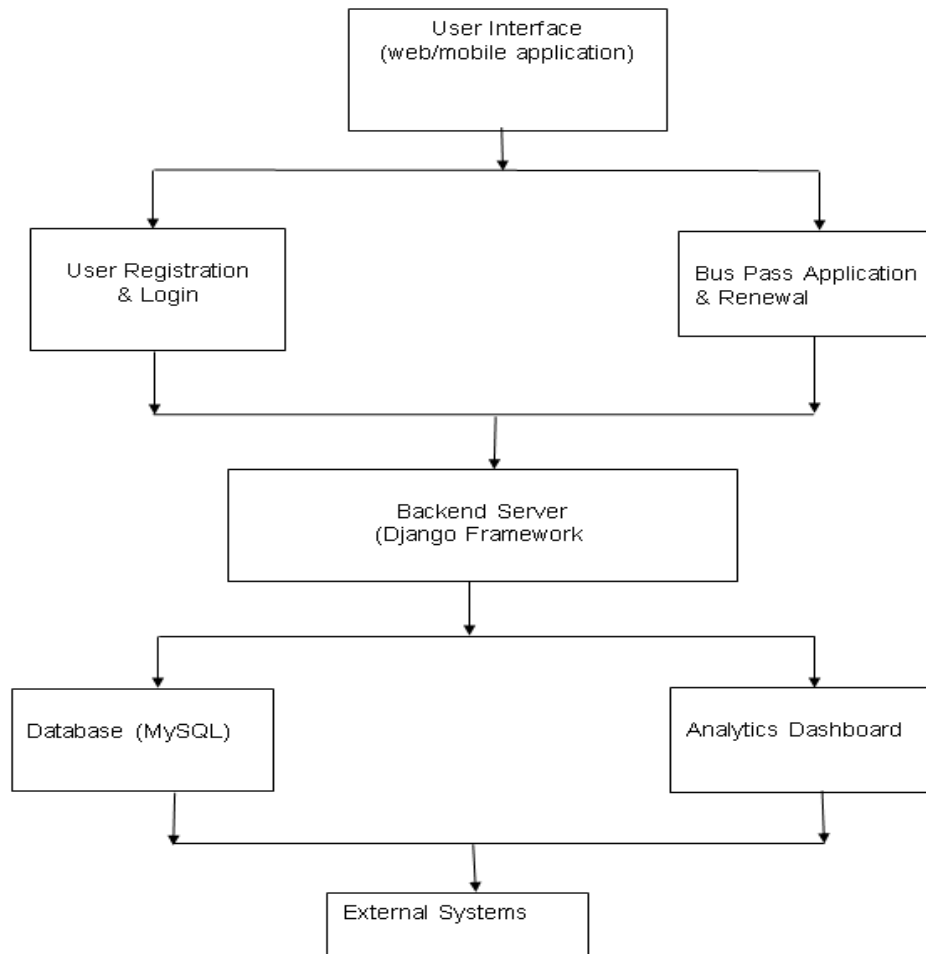 User Interface
(web/mobile application)
User Registration
& Login
Bus Pass Application
& Renewal
Backend Server
(Django Framework
Database (MySQL)
Analytics Dashboard
External Systems